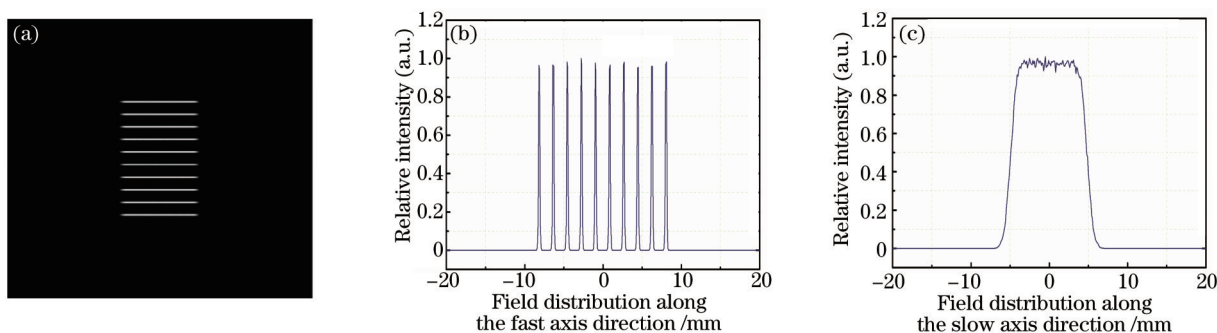 (a)
(b)
Relative intensity (a.u.)
1.2
1.0
0.8
0.6
0.4
0.2
0
−20
−10
0
10
20
Field distribution along
the fast axis direction /mm
(c)
Relative intensity (a.u.)
1.2
1.0
0.8
0.6
0.4
0.2
0
−20
−10
0
10
20
Field distribution along
the slow axis direction /mm